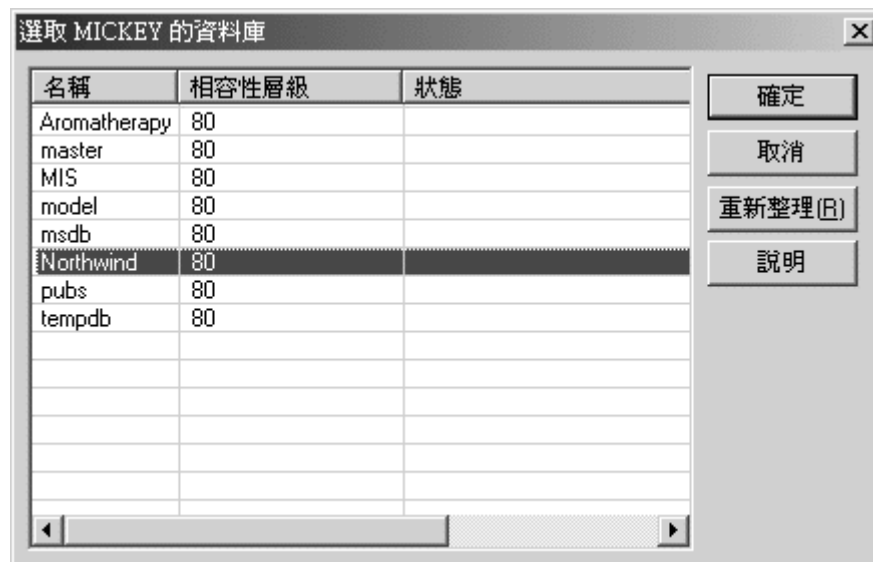 選取 MICKEY 的資料庫
名稱 相容性層級 狀態
Aromatherapy 80
master 80
MIS 80
model 80
msdb 80
Northwind 80
pubs 80
tempdb 80
確定
取消
重新整理(R)
說明